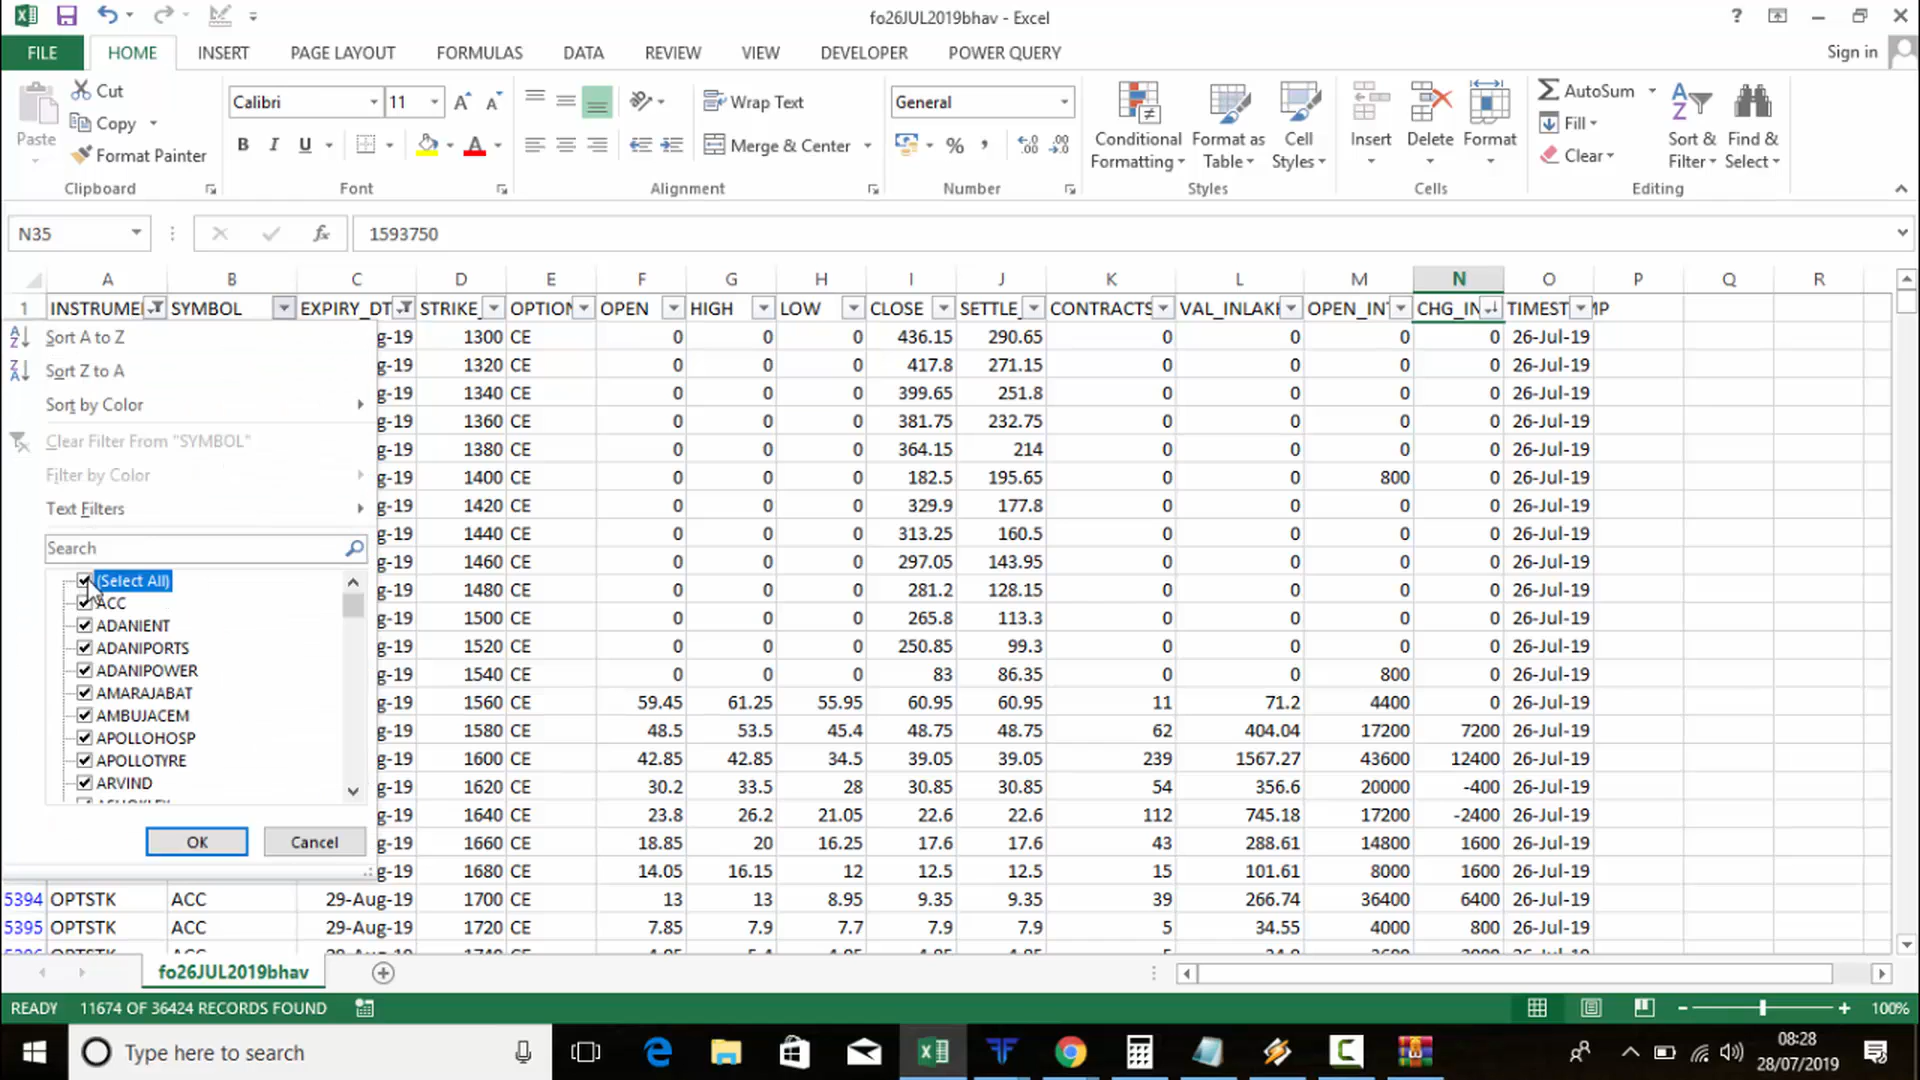 fo26JUL2019bhav - Excel
FILE HOME INSERT PAGE LAYOUT FORMULAS DATA REVIEW VIEW DEVELOPER POWER QUERY Sign in
Cut Calibri 11 Wrap Text General AutoSum
Paste Copy Format Painter B I U Merge & Center % Conditional Formatting Format as Table Cell Styles Insert Delete Format Fill Clear Sort & Filter Find & Select
Clipboard Font Alignment Number Styles Cells Editing
N35 fx 1593750
A B C D E F G H I J K L M N O P Q R
1 INSTRUME SYMBOL EXPIRY_DT STRIKE_ OPTION OPEN HIGH LOW CLOSE SETTLE_ CONTRACTS VAL_INLAK OPEN_INT CHG_IN TIMEST MP
Sort A to Z g-19 1300 CE 0 0 0 436.15 290.65 0 0 0 0 26-Jul-19
Sort Z to A g-19 1320 CE 0 0 0 417.8 271.15 0 0 0 0 26-Jul-19
Sort by Color g-19 1340 CE 0 0 0 399.65 251.8 0 0 0 0 26-Jul-19
g-19 1360 CE 0 0 0 381.75 232.75 0 0 0 0 26-Jul-19
Clear Filter From "SYMBOL" g-19 1380 CE 0 0 0 364.15 214 0 0 0 0 26-Jul-19
Filter by Color g-19 1400 CE 0 0 0 182.5 195.65 0 0 800 0 26-Jul-19
Text Filters g-19 1420 CE 0 0 0 329.9 177.8 0 0 0 0 26-Jul-19
Search g-19 1440 CE 0 0 0 313.25 160.5 0 0 0 0 26-Jul-19
g-19 1460 CE 0 0 0 297.05 143.95 0 0 0 0 26-Jul-19
(Select All) g-19 1480 CE 0 0 0 281.2 128.15 0 0 0 0 26-Jul-19
ACC g-19 1500 CE 0 0 0 265.8 113.3 0 0 0 0 26-Jul-19
ADANIENT
ADANIPORTS g-19 1520 CE 0 0 0 250.85 99.3 0 0 0 0 26-Jul-19
ADANIPOWER g-19 1540 CE 0 0 0 83 86.35 0 0 800 0 26-Jul-19
AMARAJABAT g-19 1560 CE 59.45 61.25 55.95 60.95 60.95 11 71.2 4400 0 26-Jul-19
AMBUJACEM g-19 1580 CE 48.5 53.5 45.4 48.75 48.75 62 404.04 17200 7200 26-Jul-19
APOLLOHOSP
APOLLOTYRE g-19 1600 CE 42.85 42.85 34.5 39.05 39.05 239 1567.27 43600 12400 26-Jul-19
ARVIND g-19 1620 CE 30.2 33.5 28 30.85 30.85 54 356.6 20000 -400 26-Jul-19
g-19 1640 CE 23.8 26.2 21.05 22.6 22.6 112 745.18 17200 -2400 26-Jul-19
OK Cancel g-19 1660 CE 18.85 20 16.25 17.6 17.6 43 288.61 14800 1600 26-Jul-19
g-19 1680 CE 14.05 16.15 12 12.5 12.5 15 101.61 8000 1600 26-Jul-19
5394 OPTSTK ACC 29-Aug-19 1700 CE 13 13 8.95 9.35 9.35 39 266.74 36400 6400 26-Jul-19
5395 OPTSTK ACC 29-Aug-19 1720 CE 7.85 7.9 7.7 7.9 7.9 5 34.55 4000 800 26-Jul-19
fo26JUL2019bhav
READY 11674 OF 36424 RECORDS FOUND 100%
Type here to search 08:28
28/07/2019